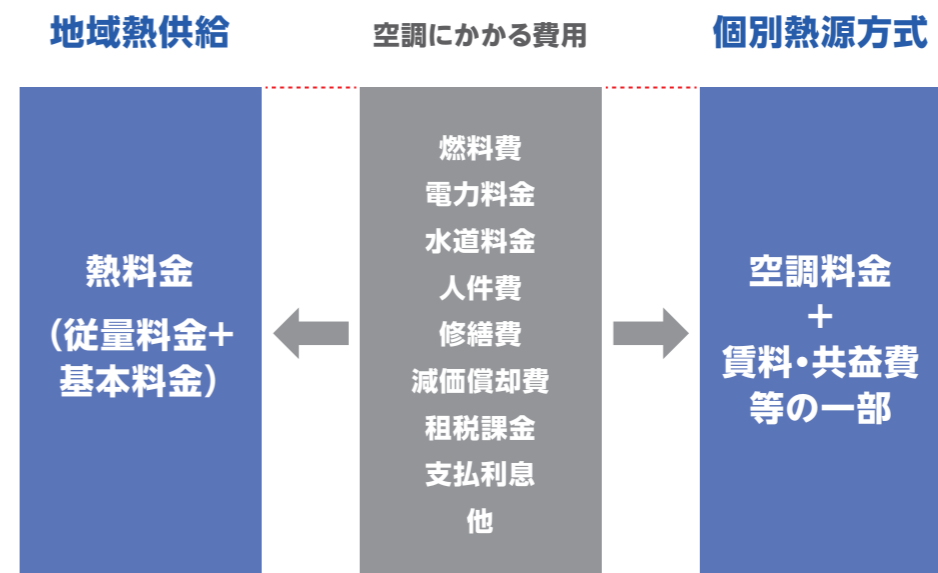 地域熱供給
空調にかかる費用
個別熱源方式
熱料金
(従量料金+
基本料金)
燃料費
電力料金
水道料金
人件費
修繕費
減価償却費
租税課金
支払利息
他
空調料金
+
賃料・共益費
等の一部